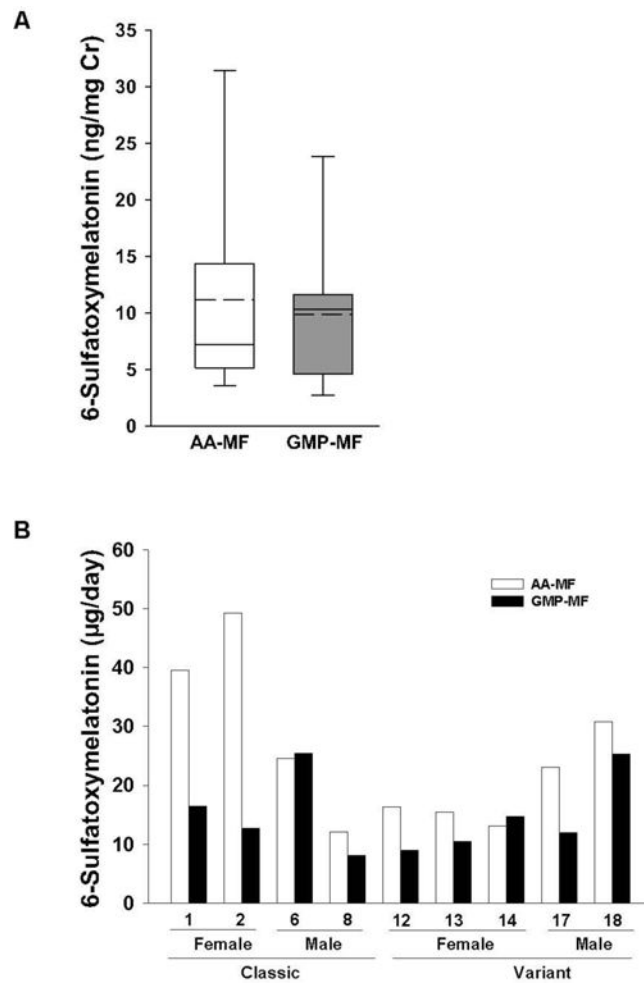 A
6-Sulfatoxymelatonin (ng/mg Cr)
35
30
25
20
15
10
5
0
AA-MF GMP-MF
B
6-Sulfatoxymelatonin (µg/day)
60
50
40
30
20
10
0
AA-MF
GMP-MF
1 2 6 8 12 13 14 17 18
Female Male Female Male
Classic Variant